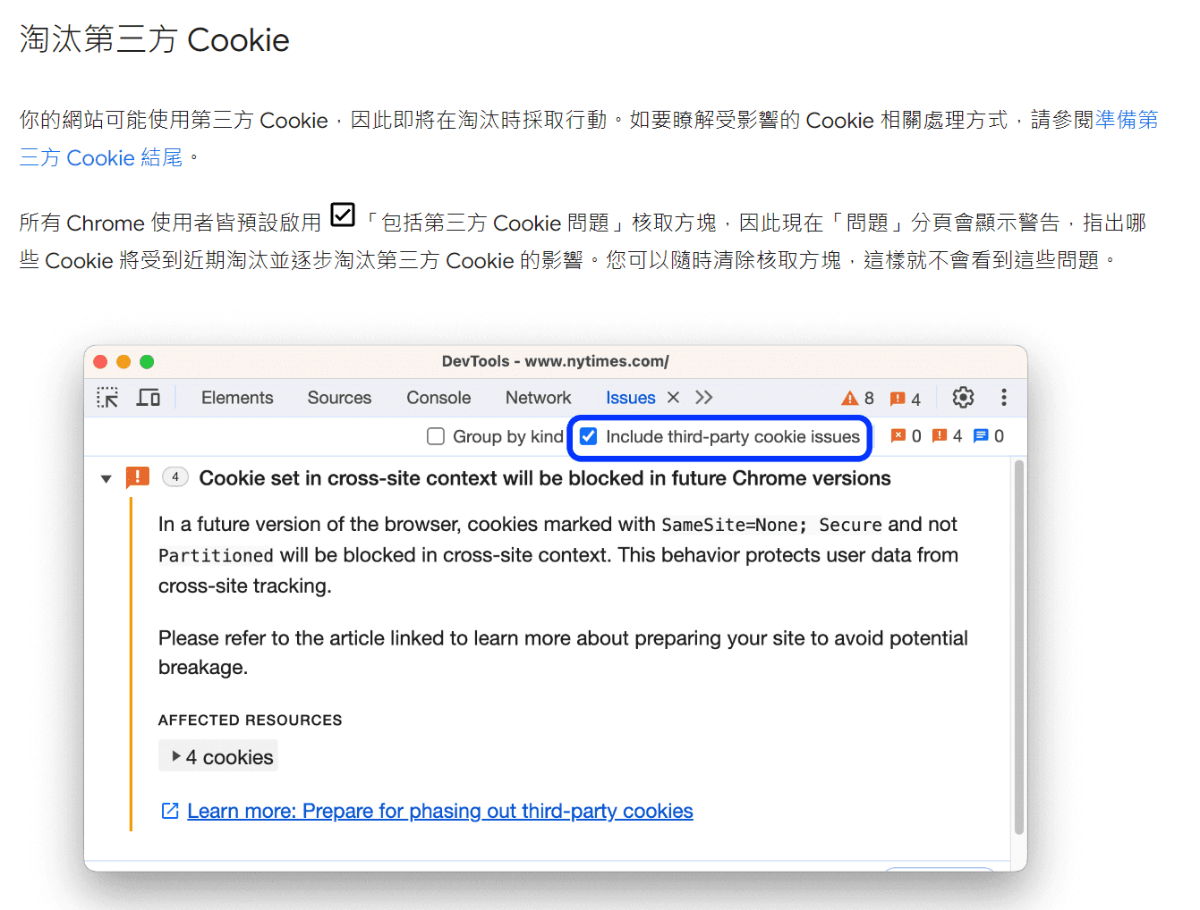 淘汰第三方 Cookie
你的網站可能使用第三方 Cookie，因此即將在淘汰時採取行動。如要瞭解受影響的 Cookie 相關處理方式，請參閱準備第
三方 Cookie 結尾。
所有 Chrome 使用者皆預設啟用 「包括第三方 Cookie 問題」核取方塊，因此現在「問題」分頁會顯示警告，指出哪
些 Cookie 將受到近期淘汰並逐步淘汰第三方 Cookie 的影響。您可以隨時清除核取方塊，這樣就不會看到這些問題。
DevTools - www.nytimes.com/
Elements Sources Console Network Issues 8 4
Group by kind Include third-party cookie issues 0 4 0
4 Cookie set in cross-site context will be blocked in future Chrome versions
In a future version of the browser, cookies marked with SameSite=None; Secure and not
Partitioned will be blocked in cross-site context. This behavior protects user data from
cross-site tracking.
Please refer to the article linked to learn more about preparing your site to avoid potential
breakage.
AFFECTED RESOURCES
4 cookies
Learn more: Prepare for phasing out third-party cookies